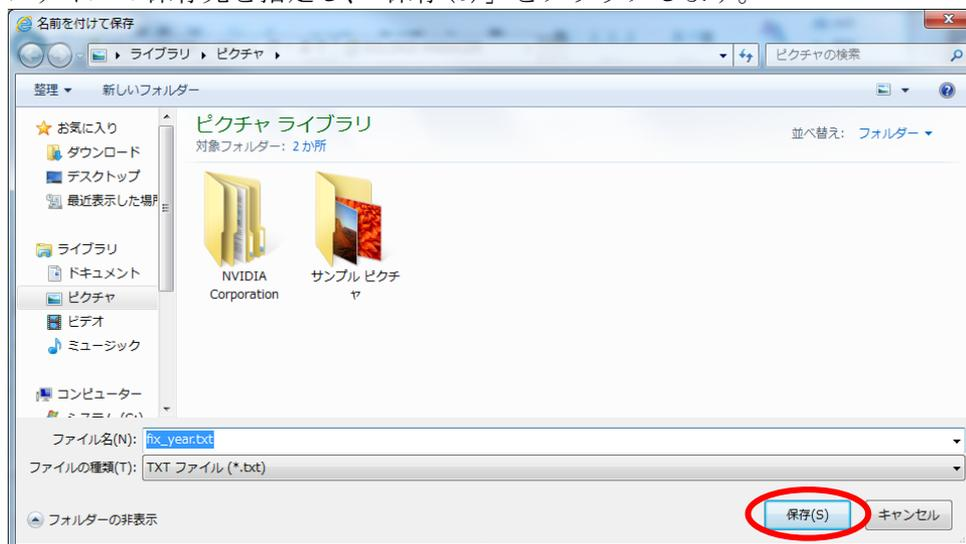 名前を付けて保存
ライブラリ ▸ ピクチャ ▸
ピクチャの検索
整理 ▼ 新しいフォルダー
お気に入り
ダウンロード
デスクトップ
最近表示した場所
ライブラリ
ドキュメント
ピクチャ
ビデオ
ミュージック
コンピューター
ピクチャ ライブラリ
対象フォルダー: 2 か所
並べ替え: フォルダー ▼
NVIDIA
Corporation
サンプル ピクチ
ャ
ファイル名(N): fix_year.txt
ファイルの種類(T): TXT ファイル (*.txt)
フォルダーの非表示
保存(S)
キャンセル